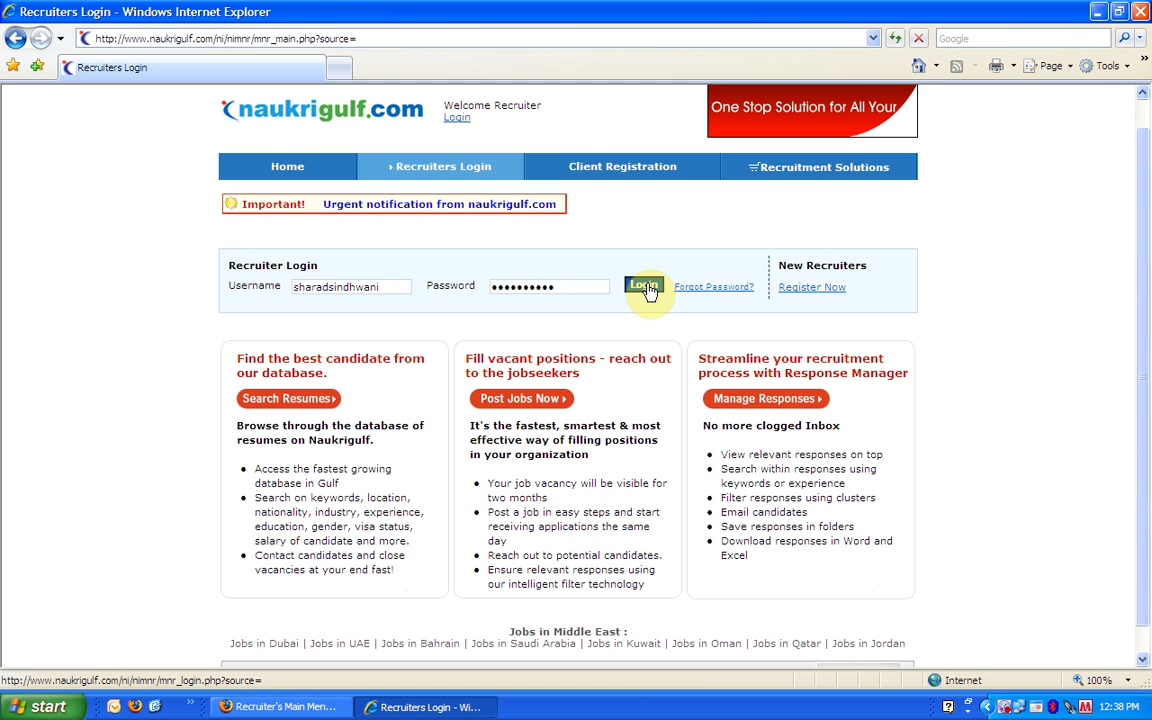 Recruiters Login - Windows Internet Explorer
http://www.naukrigulf.com/ni/nimnr/mnr_main.php?source=
Google
Recruiters Login
Page
Tools
naukrigulf.com
Welcome Recruiter
Login
One Stop Solution for All Your
Home
Recruiters Login
Client Registration
Recruitment Solutions
Important! Urgent notification from naukrigulf.com
Recruiter Login
New Recruiters
Username sharadsindhwani Password •••••••••• Login Forgot Password? Register Now
Find the best candidate from
our database.
Search Resumes
Browse through the database of
resumes on Naukrigulf.
• Access the fastest growing
database in Gulf
• Search on keywords, location,
nationality, industry, experience,
education, gender, visa status,
salary of candidate and more.
• Contact candidates and close
vacancies at your end fast!
Fill vacant positions - reach out
to the jobseekers
Post Jobs Now
It's the fastest, smartest & most
effective way of filling positions
in your organization
• Your job vacancy will be visible for
two months
• Post a job in easy steps and start
receiving applications the same
day
• Reach out to potential candidates.
• Ensure relevant responses using
our intelligent filter technology
Streamline your recruitment
process with Response Manager
Manage Responses
No more clogged Inbox
• View relevant responses on top
• Search within responses using
keywords or experience
• Filter responses using clusters
• Email candidates
• Save responses in folders
• Download responses in Word and
Excel
Jobs in Middle East :
Jobs in Dubai | Jobs in UAE | Jobs in Bahrain | Jobs in Saudi Arabia | Jobs in Kuwait | Jobs in Oman | Jobs in Qatar | Jobs in Jordan
http://www.naukrigulf.com/ni/nimnr/mnr_login.php?source=
Internet
100%
start
Recruiter's Main Men...
Recruiters Login - Wi...
12:38 PM